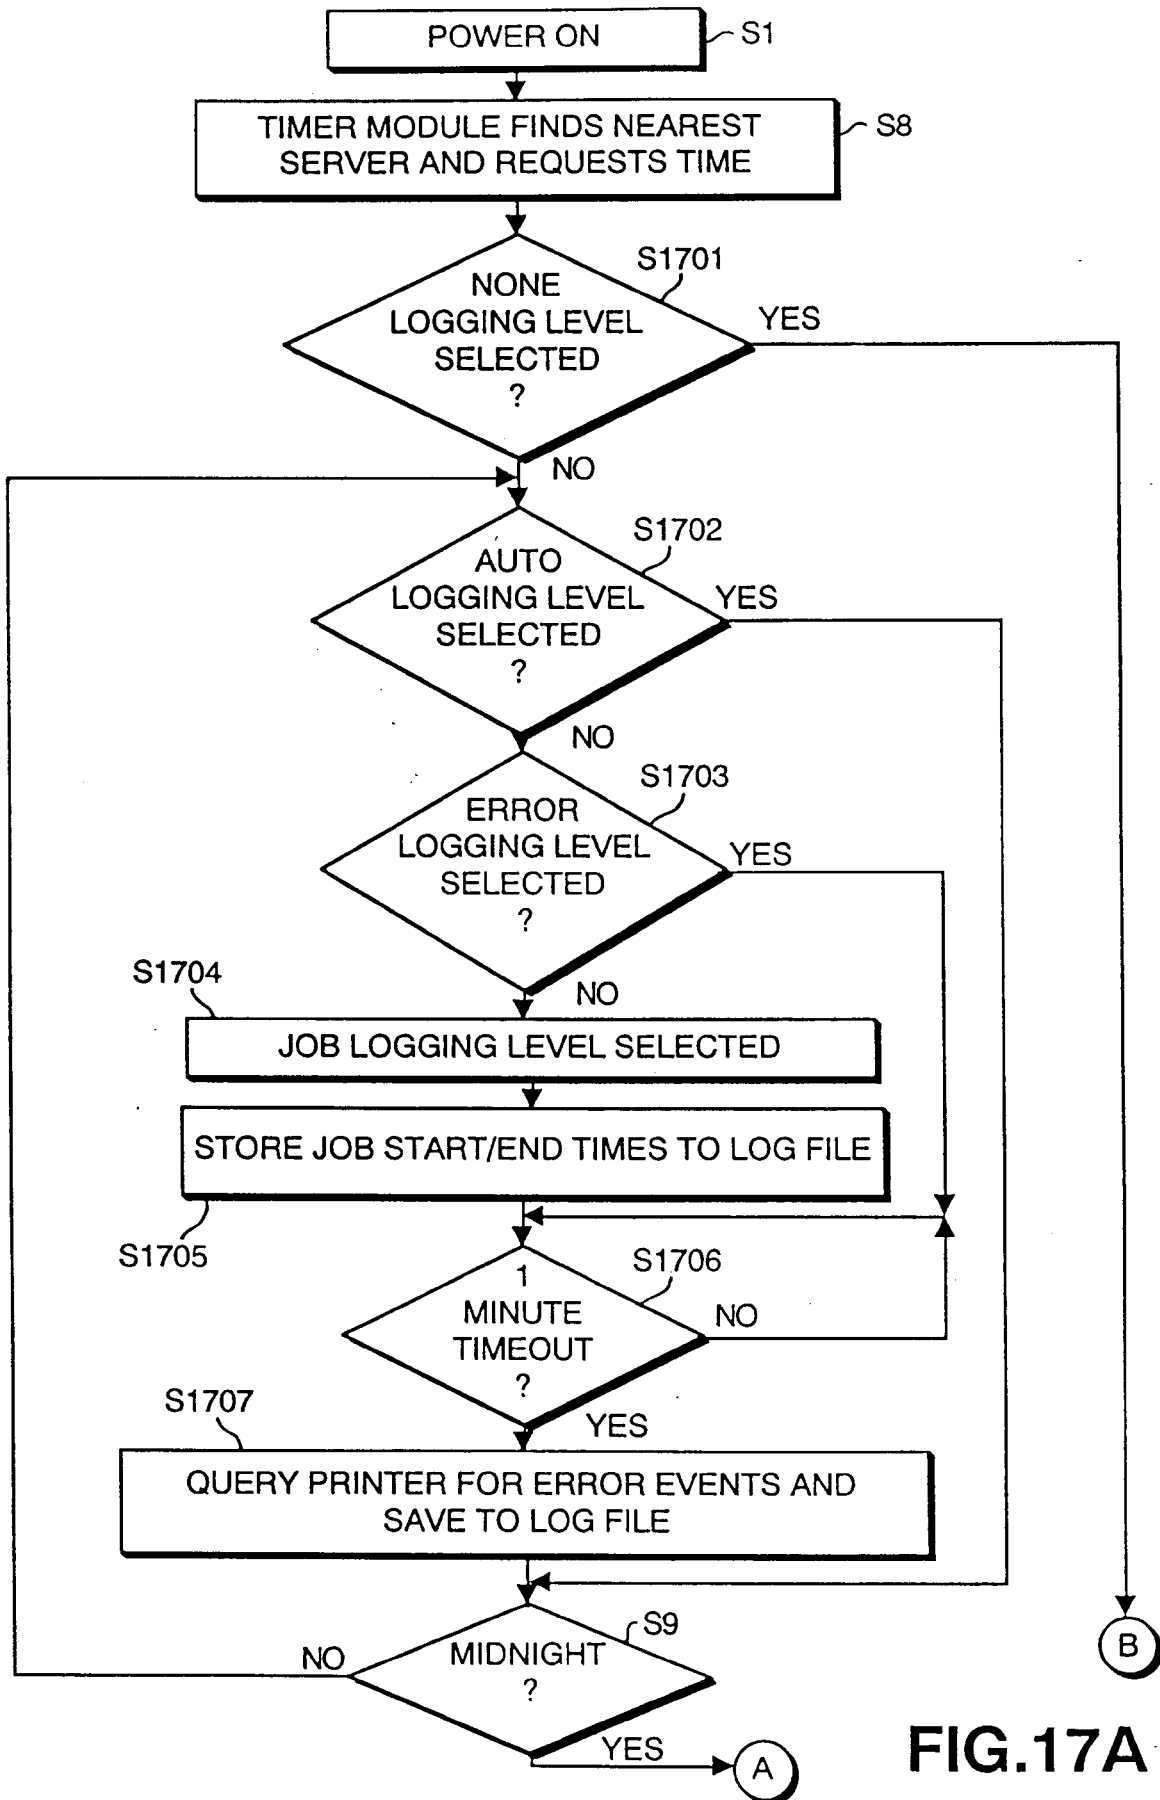 POWER ON
S1
TIMER MODULE FINDS NEAREST
SERVER AND REQUESTS TIME
S8
S1701
NONE
LOGGING LEVEL
SELECTED
?
YES
NO
S1702
AUTO
LOGGING LEVEL
SELECTED
?
YES
NO
S1703
ERROR
LOGGING LEVEL
SELECTED
?
YES
NO
S1704
JOB LOGGING LEVEL SELECTED
STORE JOB START/END TIMES TO LOG FILE
S1705
S1706
1
MINUTE
TIMEOUT
?
NO
YES
S1707
QUERY PRINTER FOR ERROR EVENTS AND
SAVE TO LOG FILE
S9
MIDNIGHT
?
NO
YES
A
B
FIG.17A